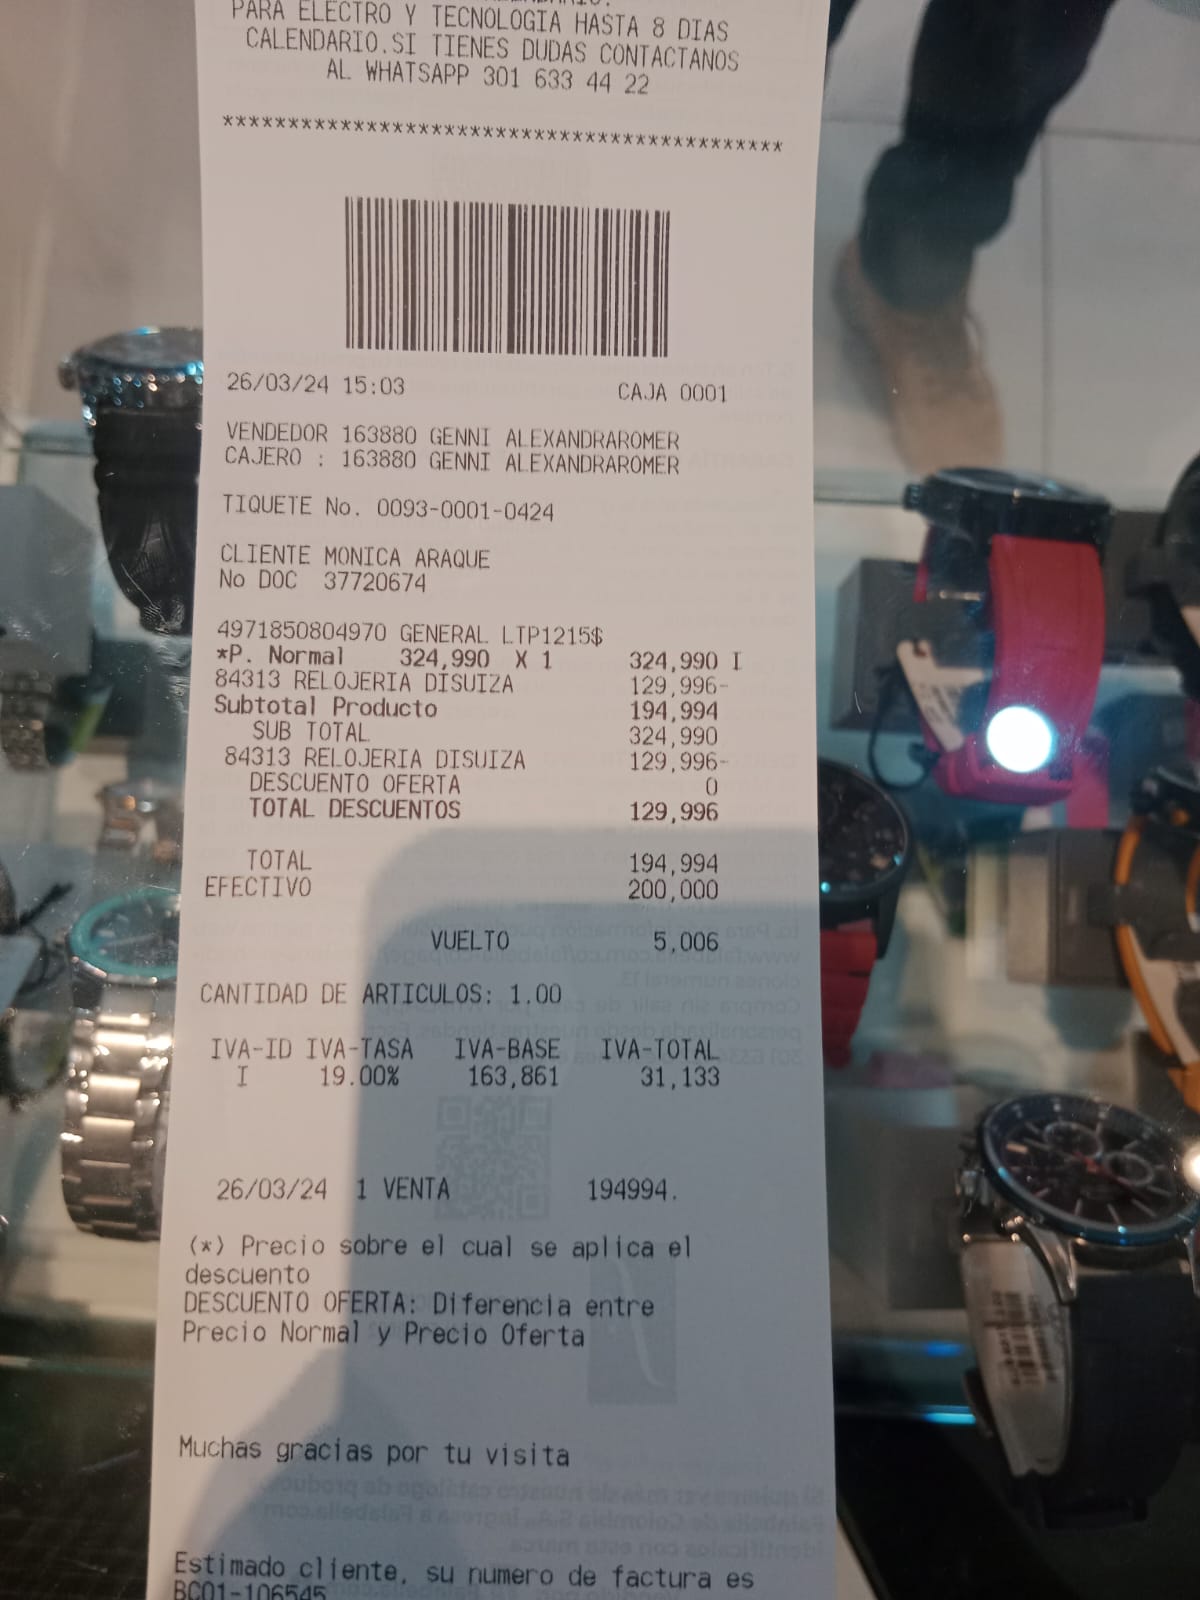 PARA ELECTRO Y TECNOLOGIA HASTA 8 DIAS
CALENDARIO.SI TIENES DUDAS CONTACTANOS
AL WHATSAPP 301 633 44 22
*******************************************
26/03/24 15:03 CAJA 0001
VENDEDOR 163880 GENNI ALEXANDRAROMER
CAJERO : 163880 GENNI ALEXANDRAROMER
TIQUETE No. 0093-0001-0424
CLIENTE MONICA ARAQUE
No DOC 37720674
4971850804970 GENERAL LTP1215$
*P. Normal 324,990 X 1 324,990 I
84313 RELOJERIA DISUIZA 129,996-
Subtotal Producto 194,994
SUB TOTAL 324,990
84313 RELOJERIA DISUIZA 129,996-
DESCUENTO OFERTA 0
TOTAL DESCUENTOS 129,996
TOTAL 194,994
EFECTIVO 200,000
VUELTO 5,006
CANTIDAD DE ARTICULOS: 1.00
IVA-ID IVA-TASA IVA-BASE IVA-TOTAL
I 19.00% 163,861 31,133
26/03/24 1 VENTA 194994.
(*) Precio sobre el cual se aplica el
descuento
DESCUENTO OFERTA: Diferencia entre
Precio Normal y Precio Oferta
Muchas gracias por tu visita
Estimado cliente, su numero de factura es
BC01-106545